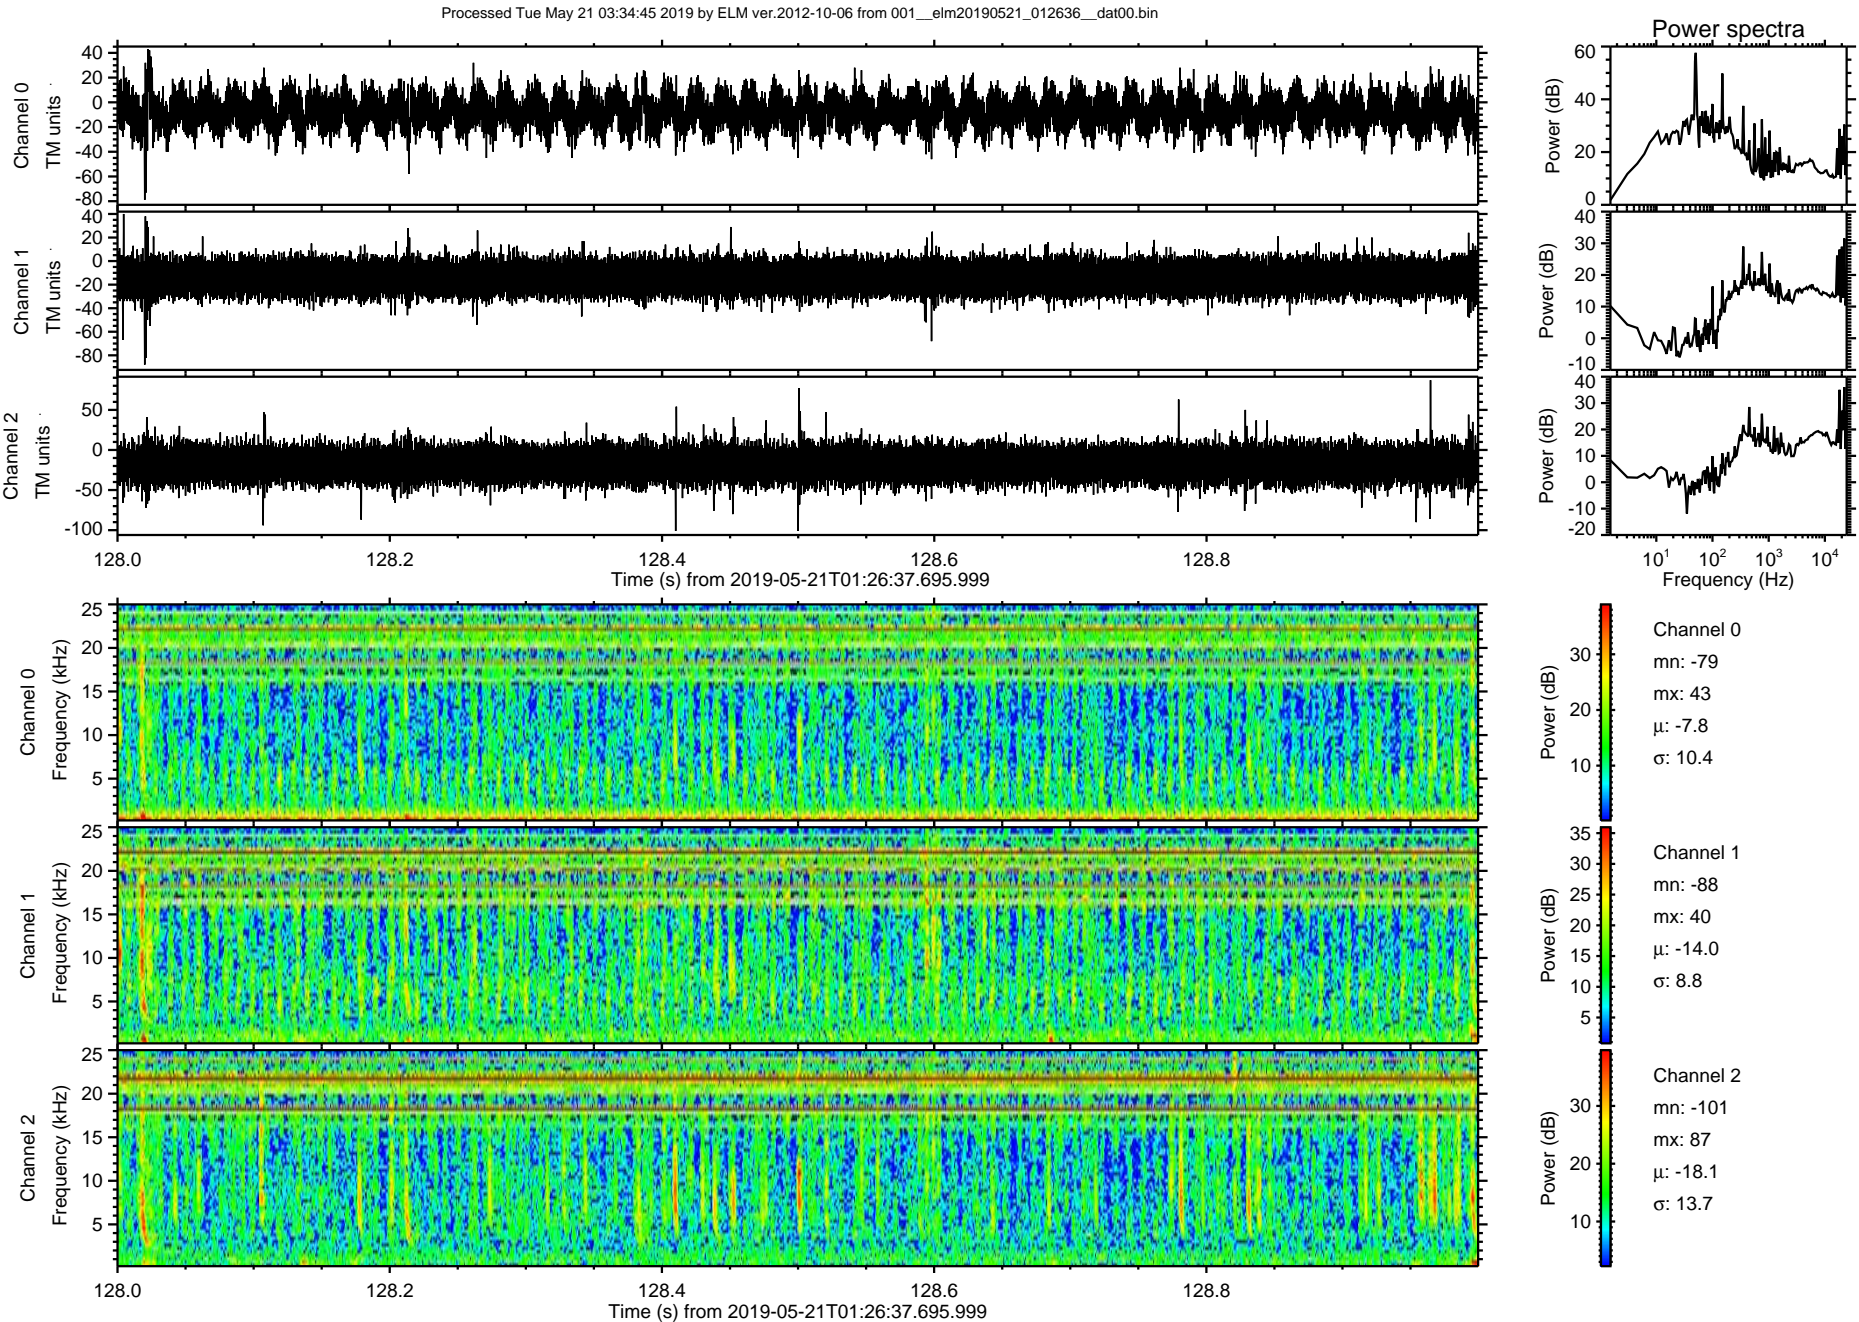 Processed Tue May 21 03:34:45 2019 by ELM ver.2012-10-06 from 001__elm20190521_012636__dat00.bin
Power spectra
Channel 0
TM units
40
20
0
-20
-40
-60
-80
Power (dB)
60
40
20
0
Channel 1
TM units
40
20
0
-20
-40
-60
-80
Power (dB)
40
30
20
10
0
-10
Channel 2
TM units
50
0
-50
-100
Power (dB)
40
30
20
10
0
-10
-20
128.0 128.2 128.4 128.6 128.8
Time (s) from 2019-05-21T01:26:37.695.999
10^1 10^2 10^3 10^4
Frequency (Hz)
Channel 0
Frequency (kHz)
25
20
15
10
5
Power (dB)
30
20
10
Channel 0
mn: -79
mx: 43
μ: -7.8
σ: 10.4
Channel 1
Frequency (kHz)
25
20
15
10
5
Power (dB)
35
30
25
20
15
10
5
Channel 1
mn: -88
mx: 40
μ: -14.0
σ: 8.8
Channel 2
Frequency (kHz)
25
20
15
10
5
Power (dB)
30
20
10
Channel 2
mn: -101
mx: 87
μ: -18.1
σ: 13.7
128.0 128.2 128.4 128.6 128.8
Time (s) from 2019-05-21T01:26:37.695.999